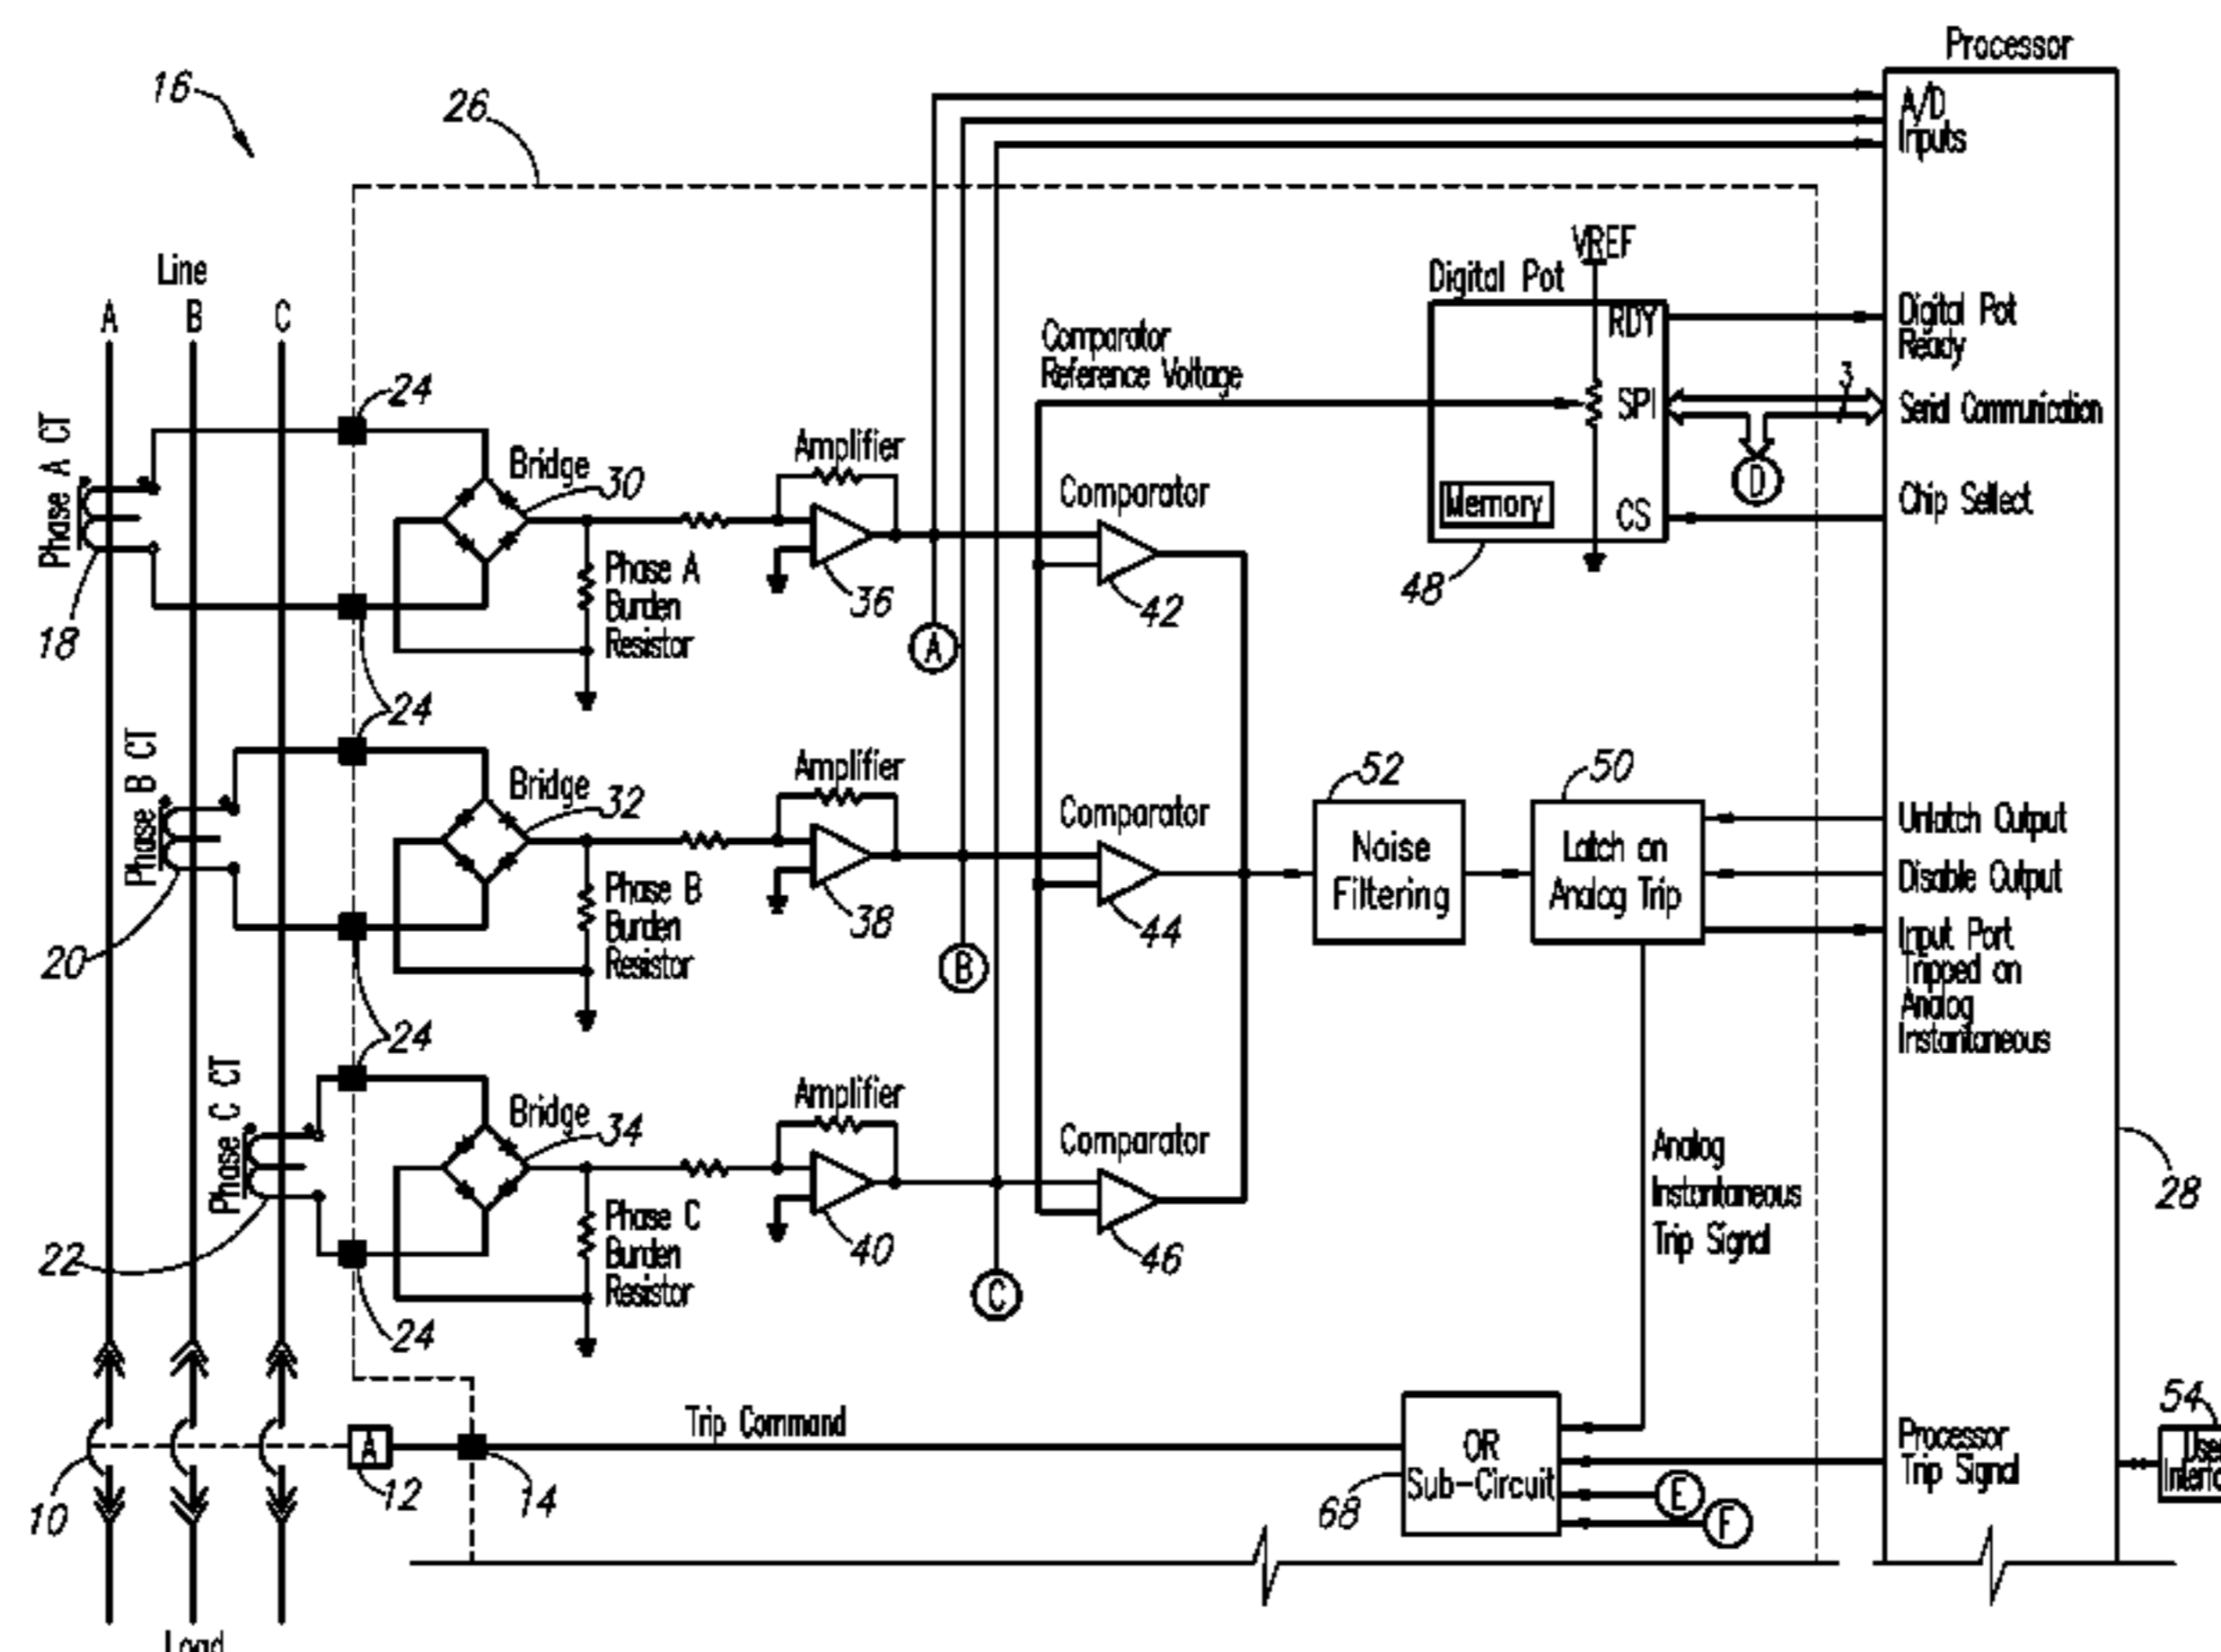 Processor
16
26
A/D
Inputs
Line
A
B
C
VREF
Digital Pot
RDY
Digital Pot
Ready
Comparator
Reference Voltage
SPI
3
Serial Communication
D
Memory
CS
Chip Sellect
48
24
Phase A CT
18
Bridge
30
Amplifier
36
Comparator
42
Phase A
Burden
Resistor
A
24
Phase B CT
20
Bridge
32
Amplifier
38
Comparator
44
Phase B
Burden
Resistor
B
52
Noise
Filtering
50
Latch on
Analog Trip
Unlatch Output
Disable Output
Input Port
Tripped on
Analog
Instantaneous
24
Phase C CT
22
Bridge
34
Amplifier
40
Comparator
46
Phase C
Burden
Resistor
C
24
Analog
Instantaneous
Trip Signal
28
Trip Command
A
12
14
10
OR
Sub-Circuit
68
E
F
Processor
Trip Signal
54
Load